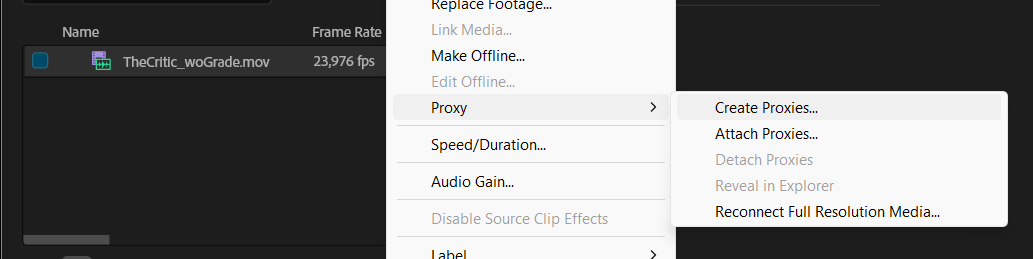 Replace Footage...
Name
Frame Rate
Link Media...
TheCritic_woGrade.mov
23,976 fps
Make Offline...
Edit Offline...
Proxy
Create Proxies...
Attach Proxies...
Speed/Duration...
Detach Proxies
Audio Gain...
Reveal in Explorer
Reconnect Full Resolution Media...
Disable Source Clip Effects
Label